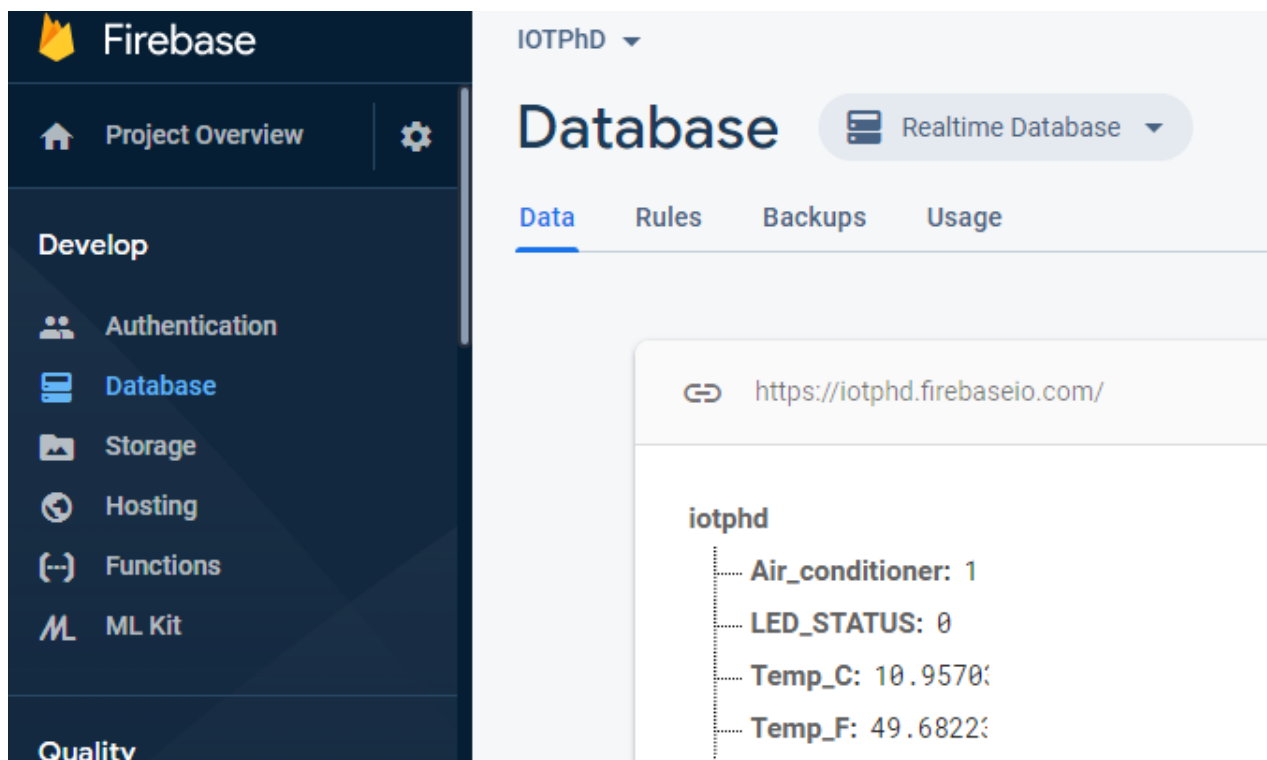 Firebase
Project Overview
Develop
Authentication
Database
Storage
Hosting
Functions
ML Kit
Quality
IOTPhD
Database
Realtime Database
Data Rules Backups Usage
https://iotphd.firebaseio.com/
iotphd
Air_conditioner: 1
LED_STATUS: 0
Temp_C: 10.9570
Temp_F: 49.6822